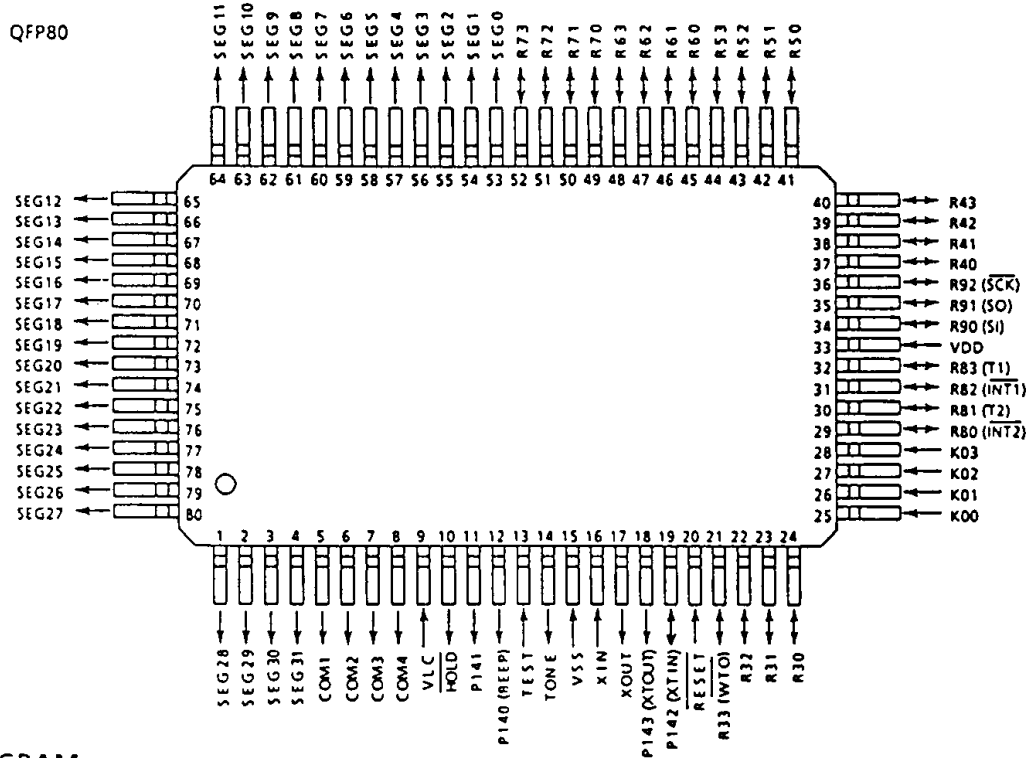 QFP80
SEG11 SEG10 SEG9 SEG8 SEG7 SEG6 SEG5 SEG4 SEG3 SEG2 SEG1 SEG0 R73 R72 R71 R70 R63 R62 R61 R60 R53 R52 R51 R50
64 63 62 61 60 59 58 57 56 55 54 53 52 51 50 49 48 47 46 45 44 43 42 41
SEG12 65 40 R43
SEG13 66 39 R42
SEG14 67 38 R41
SEG15 68 37 R40
SEG16 69 36 R92 (SCK)
SEG17 70 35 R91 (SO)
SEG18 71 34 R90 (SI)
SEG19 72 33 VDD
SEG20 73 32 R83 (T1)
SEG21 74 31 R82 (INT1)
SEG22 75 30 R81 (T2)
SEG23 76 29 R80 (INT2)
SEG24 77 28 K03
SEG25 78 27 K02
SEG26 79 26 K01
SEG27 80 25 K00
1 2 3 4 5 6 7 8 9 10 11 12 13 14 15 16 17 18 19 20 21 22 23 24
SEG28 SEG29 SEG30 SEG31 COM1 COM2 COM3 COM4 VLC HOLD P141 P140 (BEEP) TEST TONE VSS XIN XOUT P143 (XTOUT) P142 (XTIN) RESET R33 (WTO) R32 R31 R30